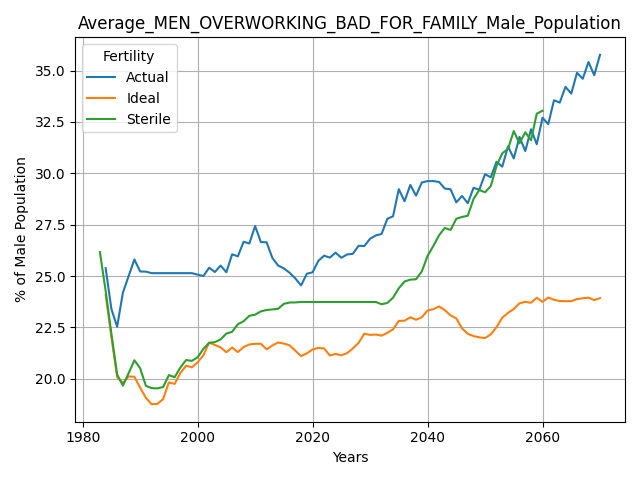 Average_MEN_OVERWORKING_BAD_FOR_FAMILY_Male_Population
Fertility
Actual
Ideal
Sterile
% of Male Population
35.0
32.5
30.0
27.5
25.0
22.5
20.0
1980
2000
2020
2040
2060
Years